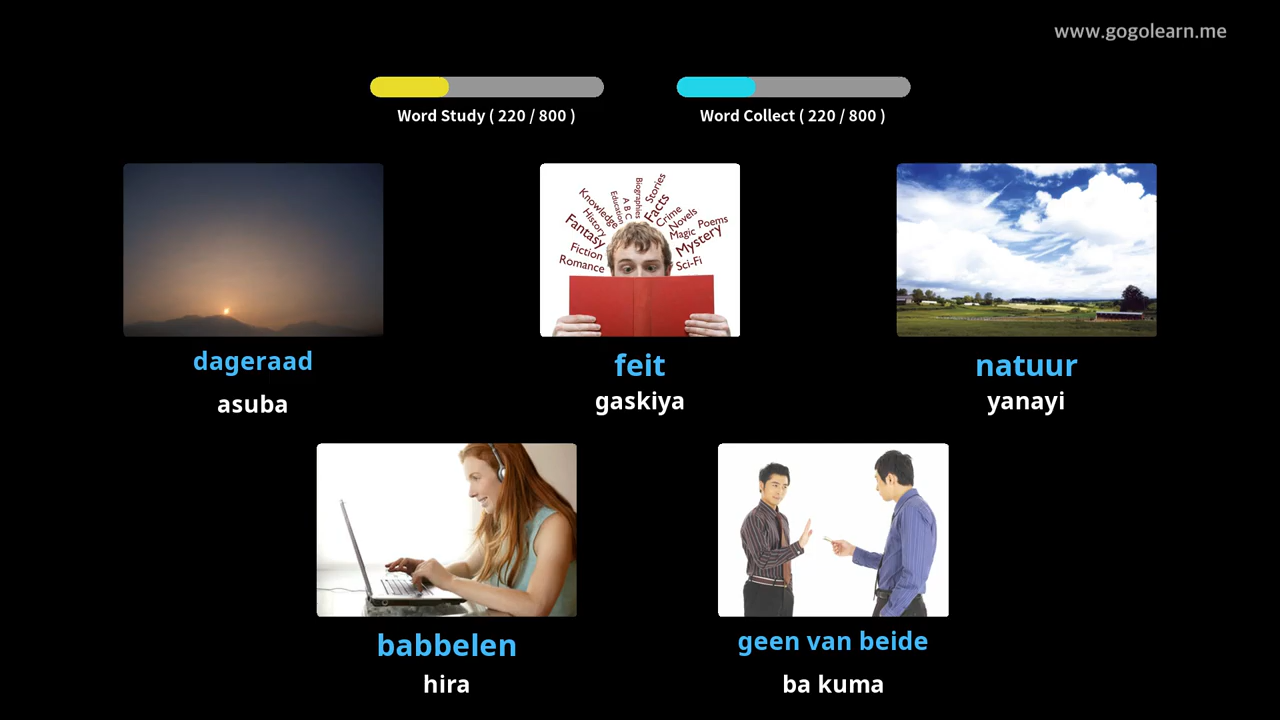 www.gogolearn.me
Word Study ( 220 / 800 )
Word Collect ( 220 / 800 )
Knowledge
History
Fantasy
Fiction
Romance
Education
A B C
Biographies
Stories
Facts
Crime
Novels
Magic
Poems
Mystery
Sci-Fi
dageraad
asuba
feit
gaskiya
natuur
yanayi
babbelen
hira
geen van beide
ba kuma